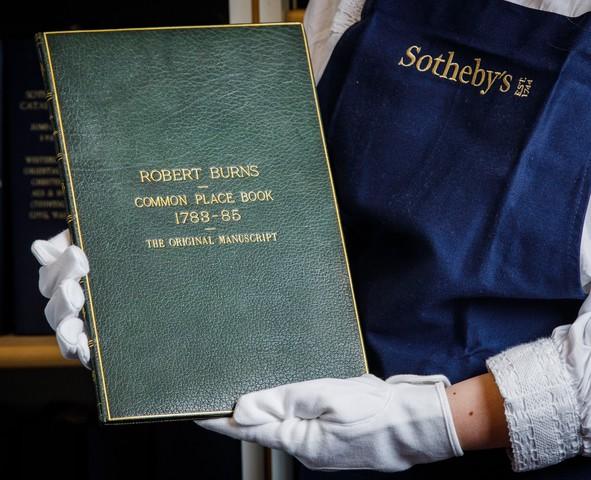 ROBERT BURNS
COMMON PLACE BOOK
1783-85
THE ORIGINAL MANUSCRIPT
Sotheby's EST. 1744